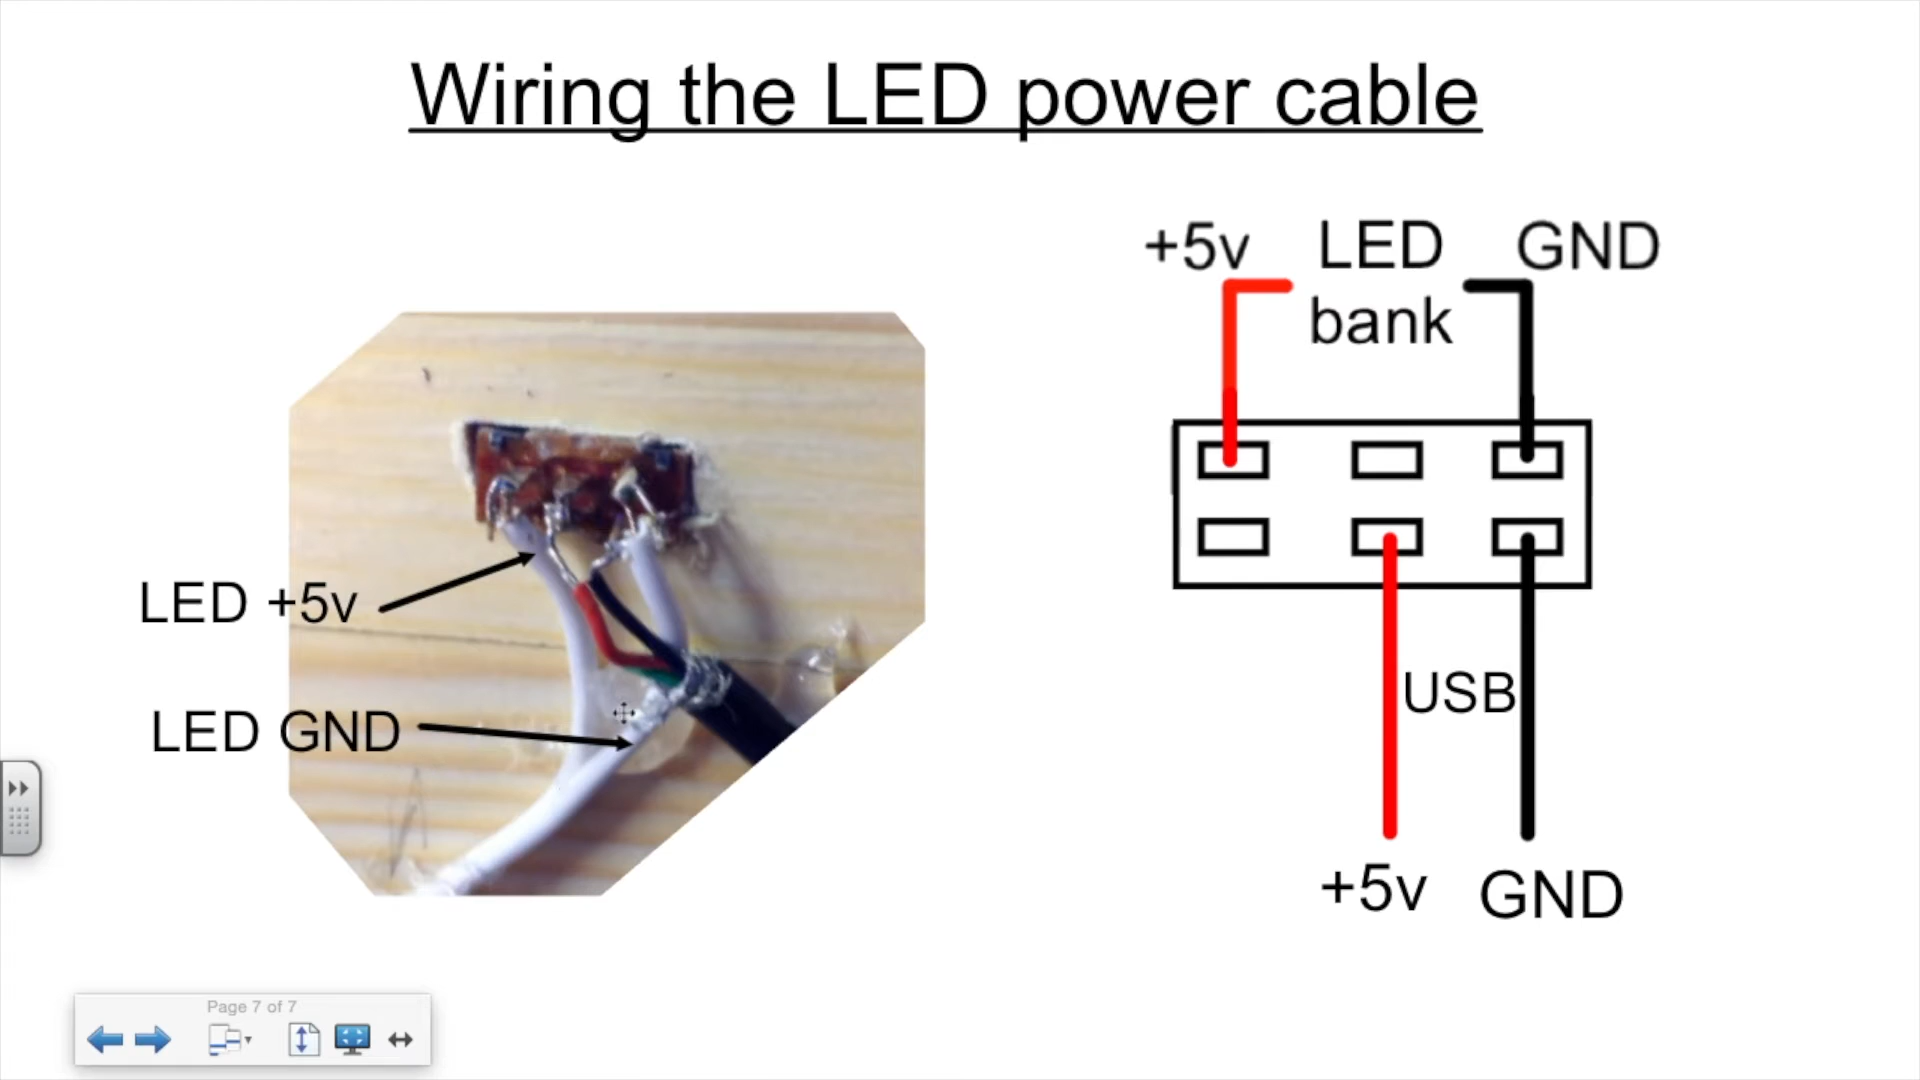 Wiring the LED power cable
LED +5v
LED GND
+5v LED GND
bank
USB
+5v GND
Page 7 of 7